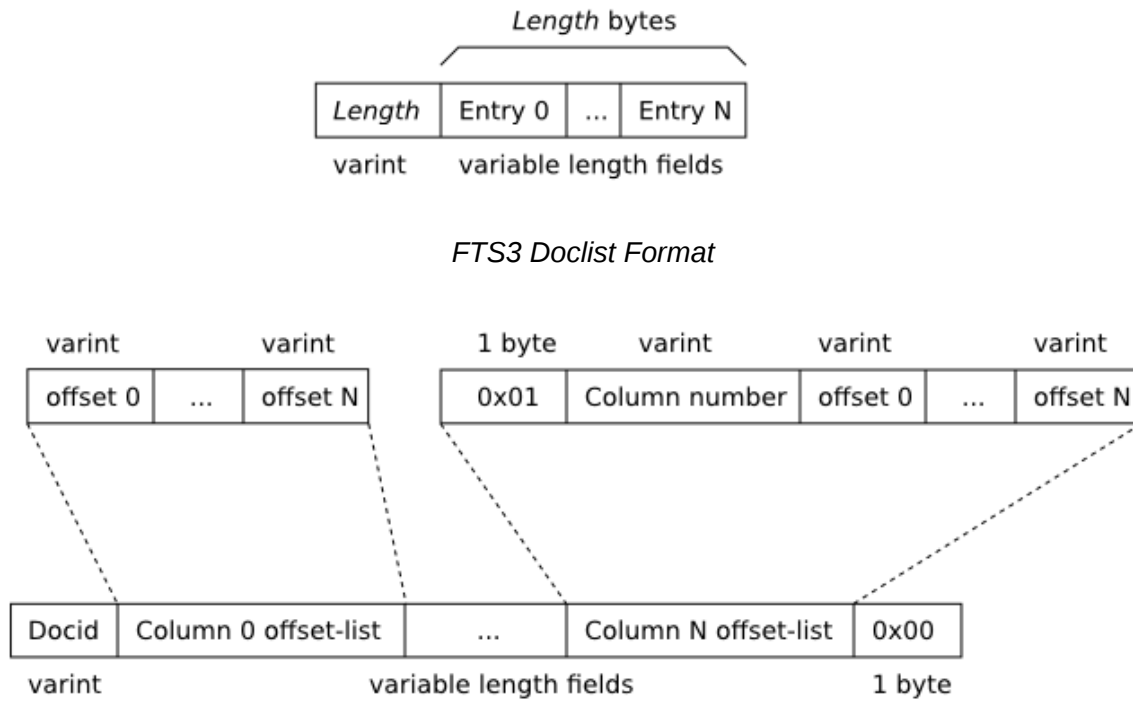 Length bytes
Length Entry 0 ... Entry N
varint variable length fields
FTS3 Doclist Format
varint varint 1 byte varint varint varint
offset 0 ... offset N 0x01 Column number offset 0 ... offset N
Docid Column 0 offset-list ... Column N offset-list 0x00
varint variable length fields 1 byte